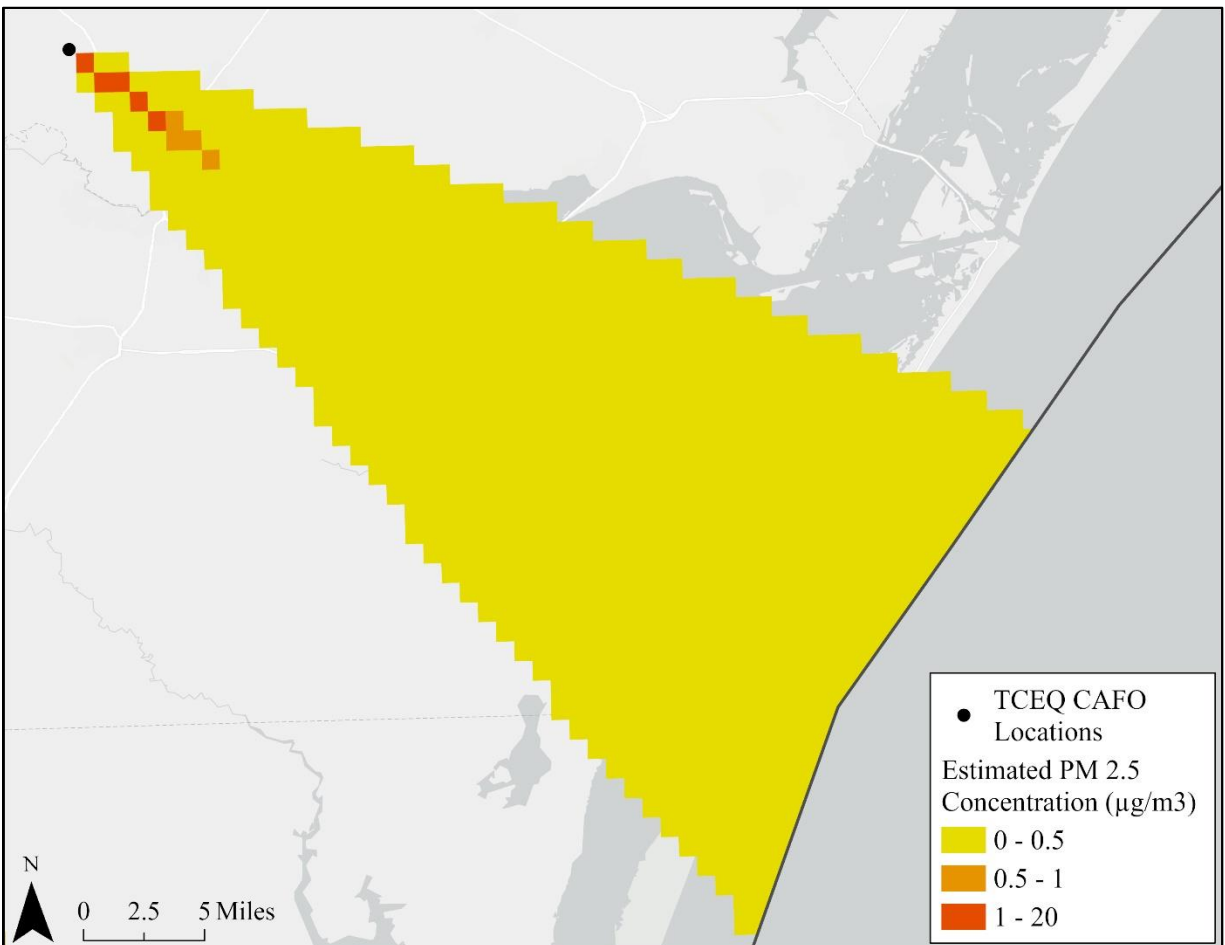 TCEQ CAFO
Locations
Estimated PM 2.5
Concentration (µg/m3)
0 - 0.5
0.5 - 1
1 - 20
N
0 2.5 5 Miles